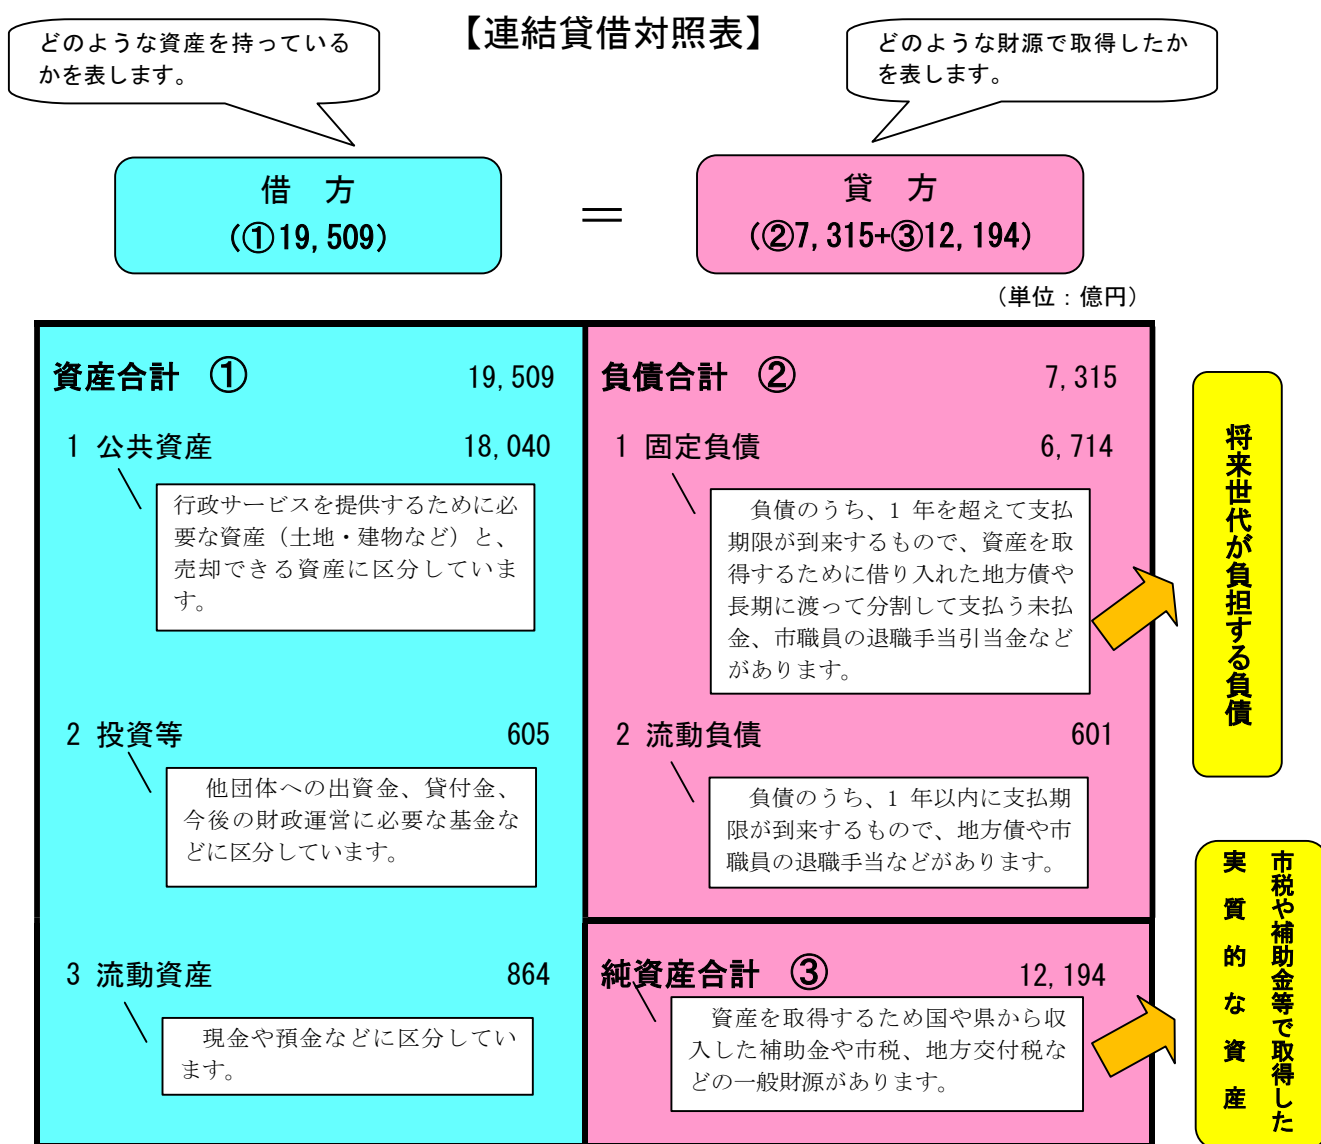 【連結貸借対照表】
どのような資産を持っている
かを表します。
どのような財源で取得したか
を表します。
借　方
(①19,509)
＝
貸　方
(②7,315+③12,194)
（単位：億円）
資産合計　①　19,509
1 公共資産　18,040
行政サービスを提供するために必
要な資産（土地・建物など）と、
売却できる資産に区分していま
す。
2 投資等　605
他団体への出資金、貸付金、
今後の財政運営に必要な基金な
どに区分しています。
3 流動資産　864
現金や預金などに区分してい
ます。
負債合計　②　7,315
1 固定負債　6,714
負債のうち、1 年を超えて支払
期限が到来するもので、資産を取
得するために借り入れた地方債や
長期に渡って分割して支払う未払
金、市職員の退職手当引当金など
があります。
2 流動負債　601
負債のうち、1 年以内に支払期
限が到来するもので、地方債や市
職員の退職手当などがあります。
純資産合計　③　12,194
資産を取得するため国や県から収
入した補助金や市税、地方交付税な
どの一般財源があります。
将来世代が負担する負債
市税や補助金等で取得した
実質的な資産